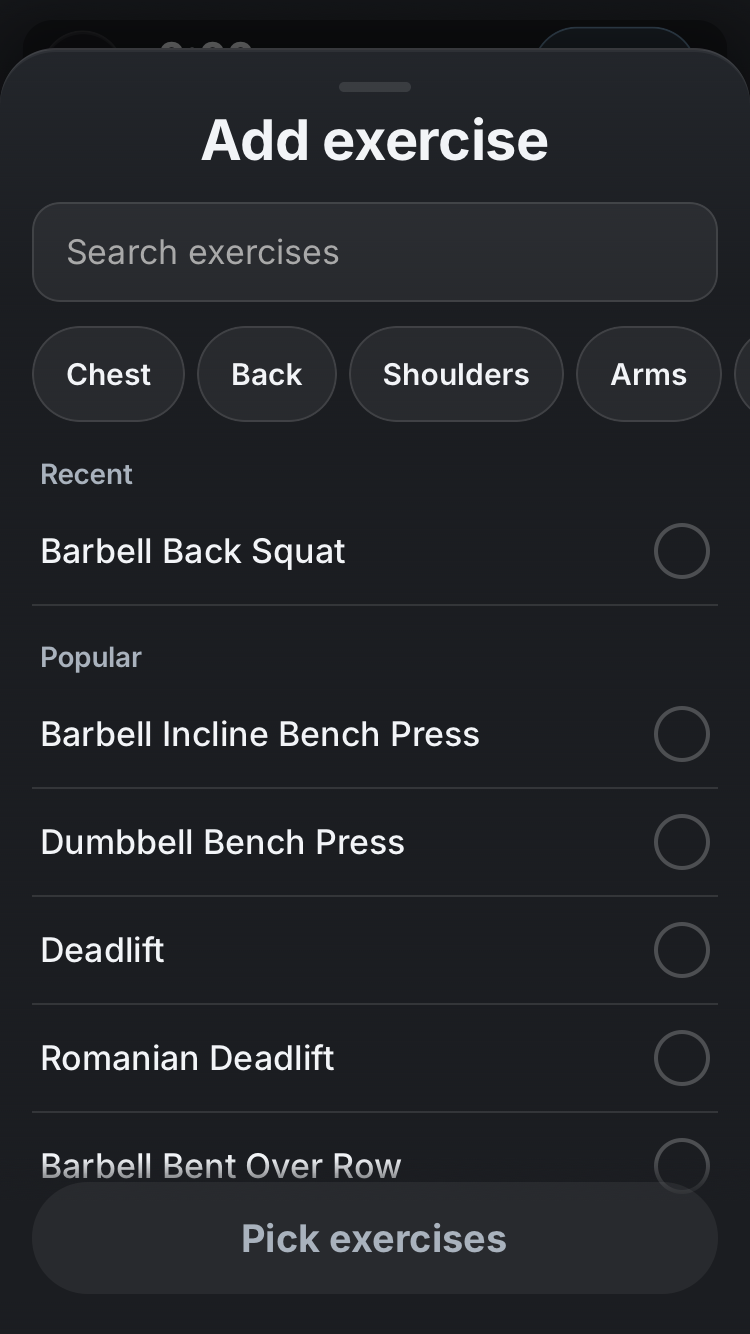 Add exercise
Search exercises
Chest
Back
Shoulders
Arms
Recent
Barbell Back Squat
Popular
Barbell Incline Bench Press
Dumbbell Bench Press
Deadlift
Romanian Deadlift
Barbell Bent Over Row
Pick exercises